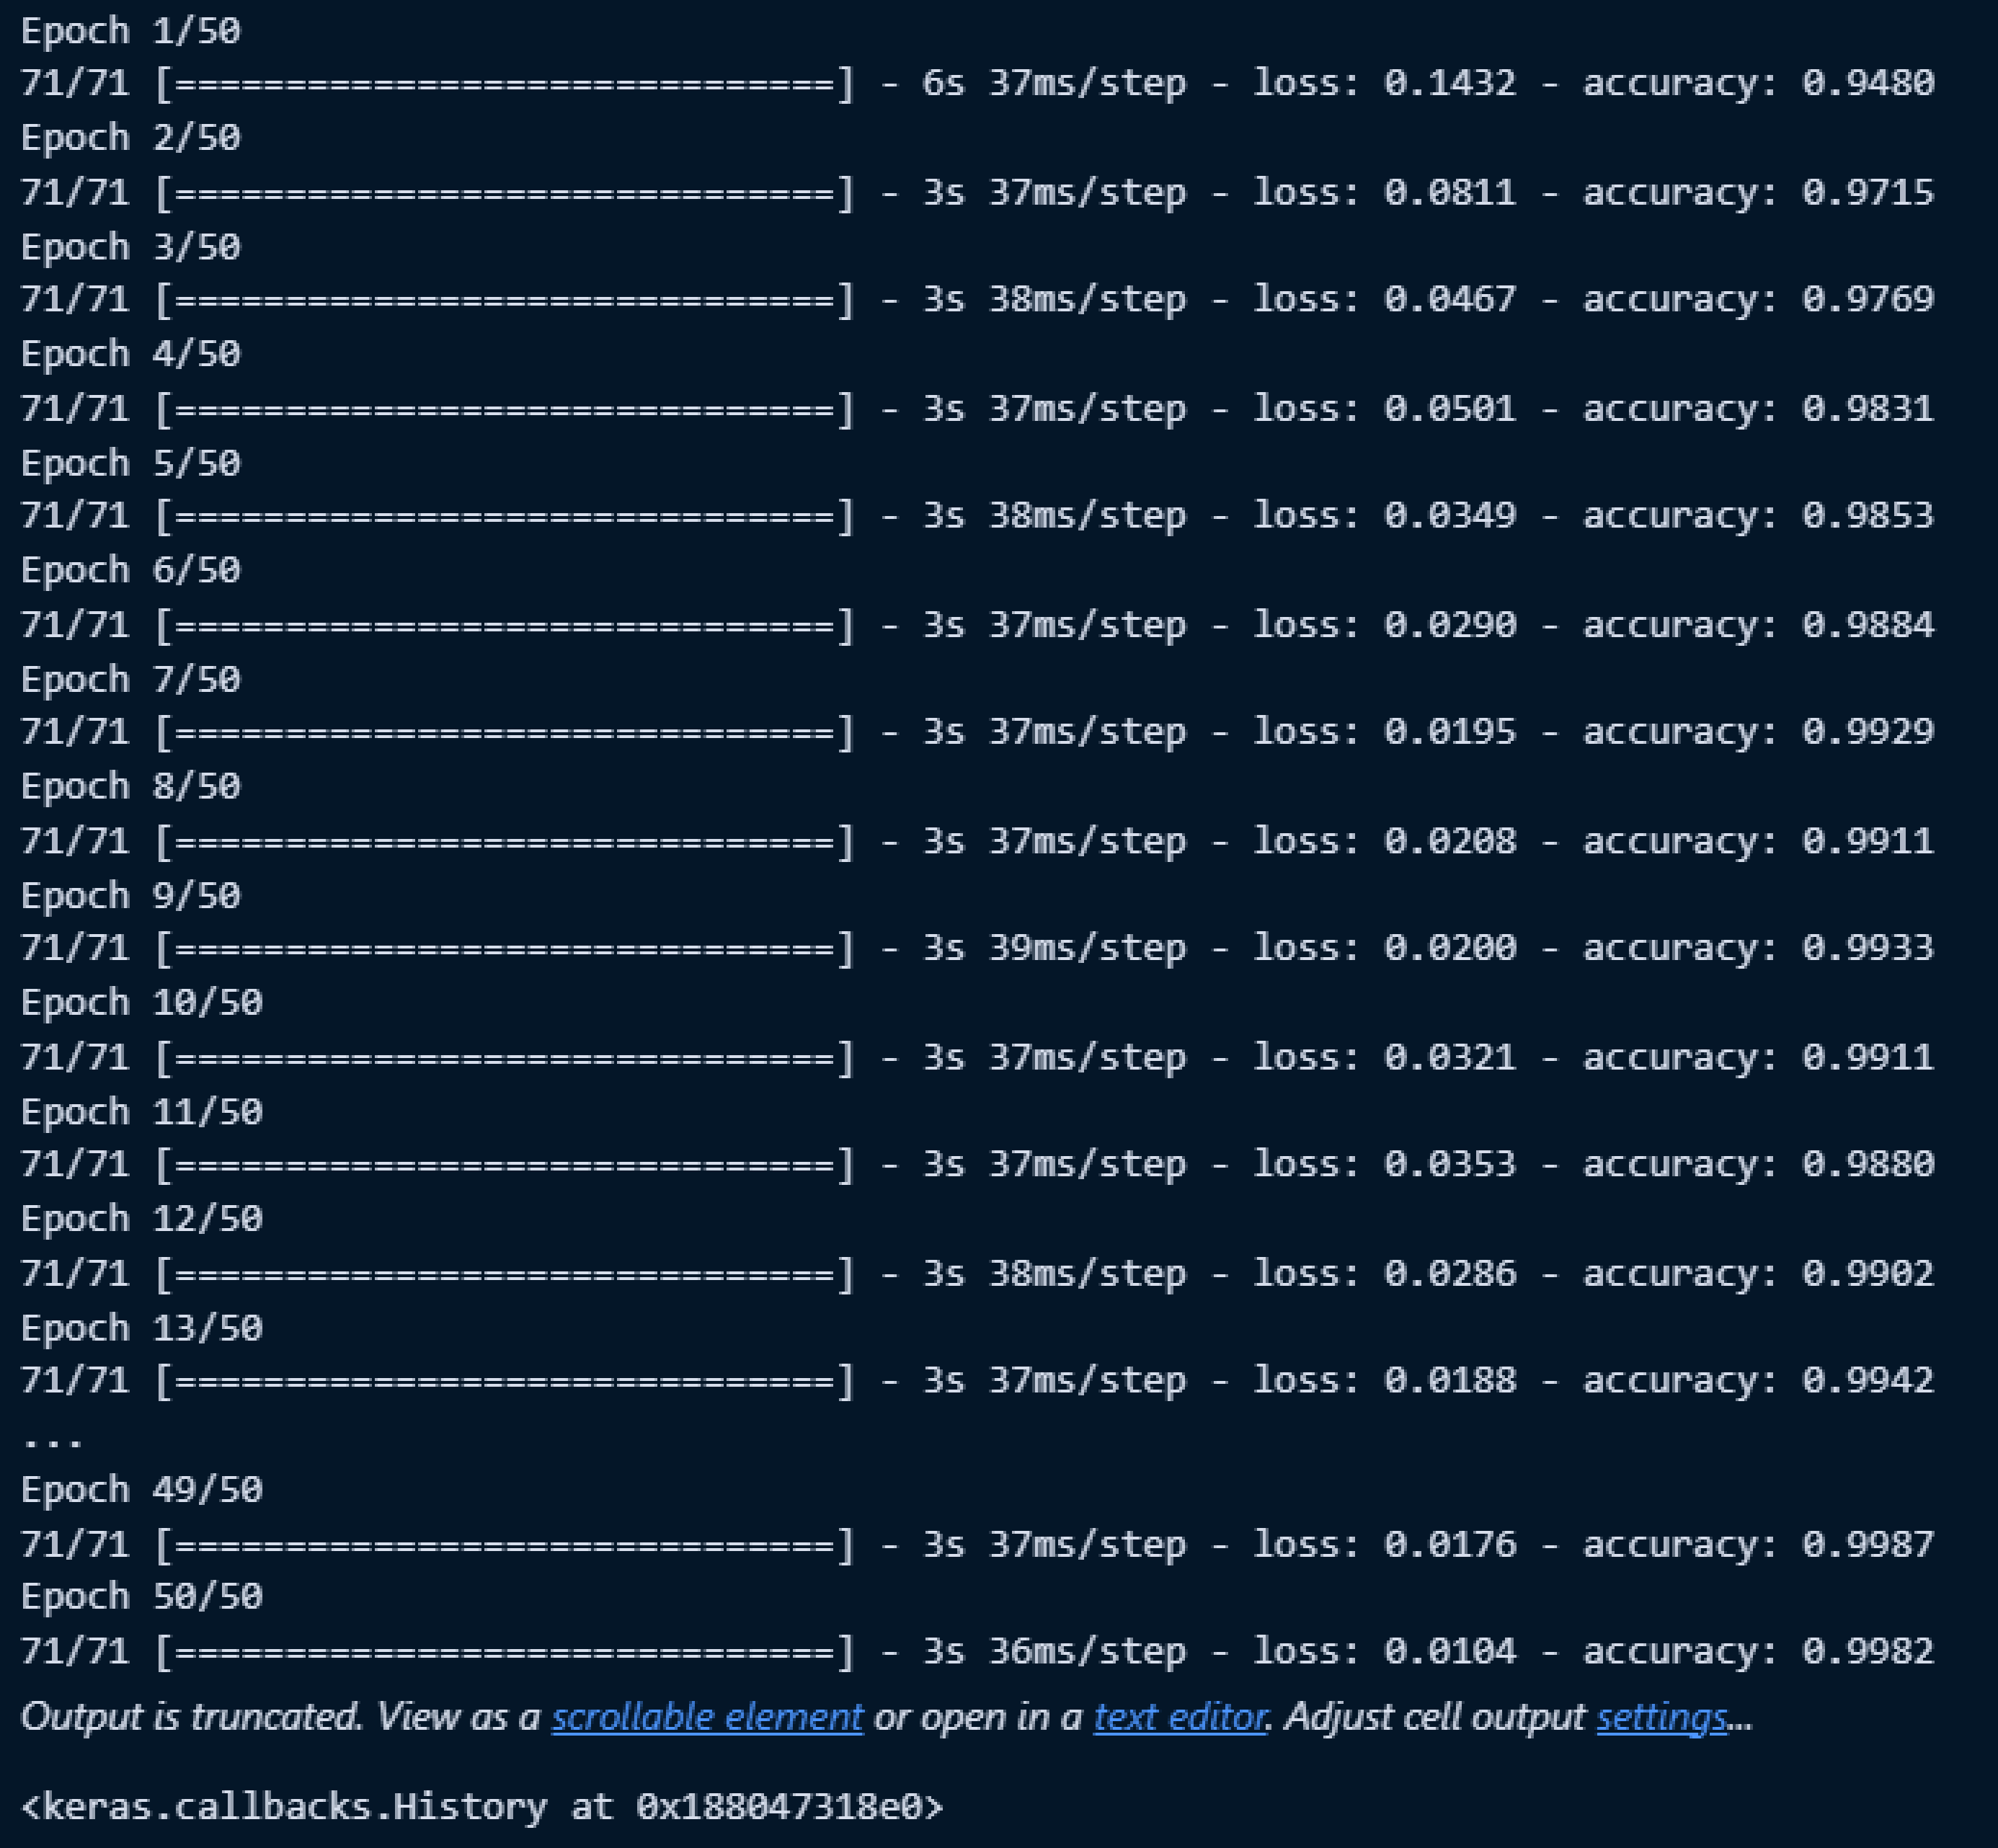 Epoch 1/50
71/71 [==============================] - 6s 37ms/step - loss: 0.1432 - accuracy: 0.9480
Epoch 2/50
71/71 [==============================] - 3s 37ms/step - loss: 0.0811 - accuracy: 0.9715
Epoch 3/50
71/71 [==============================] - 3s 38ms/step - loss: 0.0467 - accuracy: 0.9769
Epoch 4/50
71/71 [==============================] - 3s 37ms/step - loss: 0.0501 - accuracy: 0.9831
Epoch 5/50
71/71 [==============================] - 3s 38ms/step - loss: 0.0349 - accuracy: 0.9853
Epoch 6/50
71/71 [==============================] - 3s 37ms/step - loss: 0.0290 - accuracy: 0.9884
Epoch 7/50
71/71 [==============================] - 3s 37ms/step - loss: 0.0195 - accuracy: 0.9929
Epoch 8/50
71/71 [==============================] - 3s 37ms/step - loss: 0.0208 - accuracy: 0.9911
Epoch 9/50
71/71 [==============================] - 3s 39ms/step - loss: 0.0200 - accuracy: 0.9933
Epoch 10/50
71/71 [==============================] - 3s 37ms/step - loss: 0.0321 - accuracy: 0.9911
Epoch 11/50
71/71 [==============================] - 3s 37ms/step - loss: 0.0353 - accuracy: 0.9880
Epoch 12/50
71/71 [==============================] - 3s 38ms/step - loss: 0.0286 - accuracy: 0.9902
Epoch 13/50
71/71 [==============================] - 3s 37ms/step - loss: 0.0188 - accuracy: 0.9942
...
Epoch 49/50
71/71 [==============================] - 3s 37ms/step - loss: 0.0176 - accuracy: 0.9987
Epoch 50/50
71/71 [==============================] - 3s 36ms/step - loss: 0.0104 - accuracy: 0.9982
Output is truncated. View as a scrollable element or open in a text editor. Adjust cell output settings...
<keras.callbacks.History at 0x188047318e0>